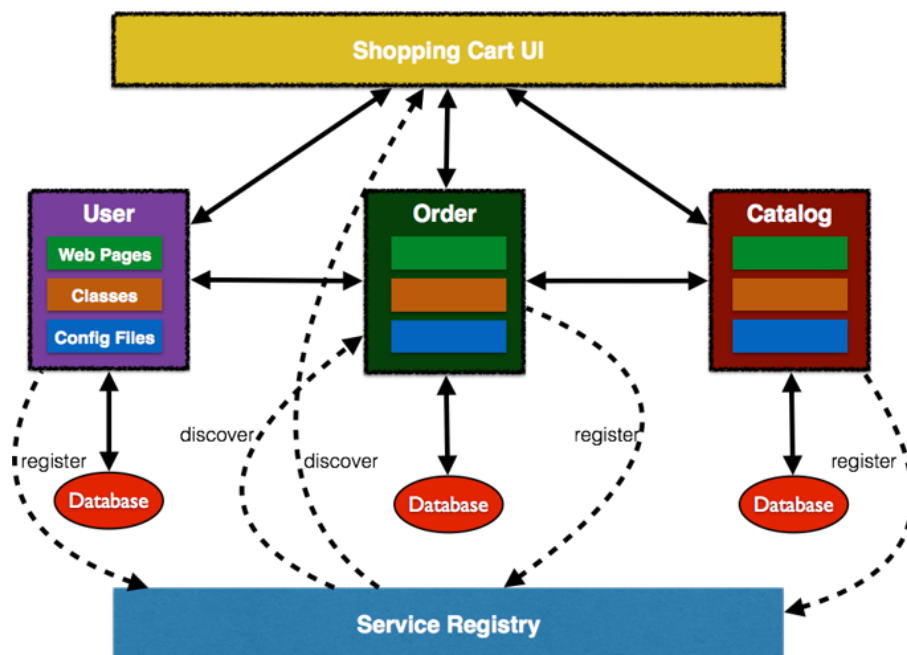 Shopping Cart UI
User
Order
Catalog
Web Pages
Classes
Config Files
discover
register
discover
register
register
Database
Database
Database
Service Registry